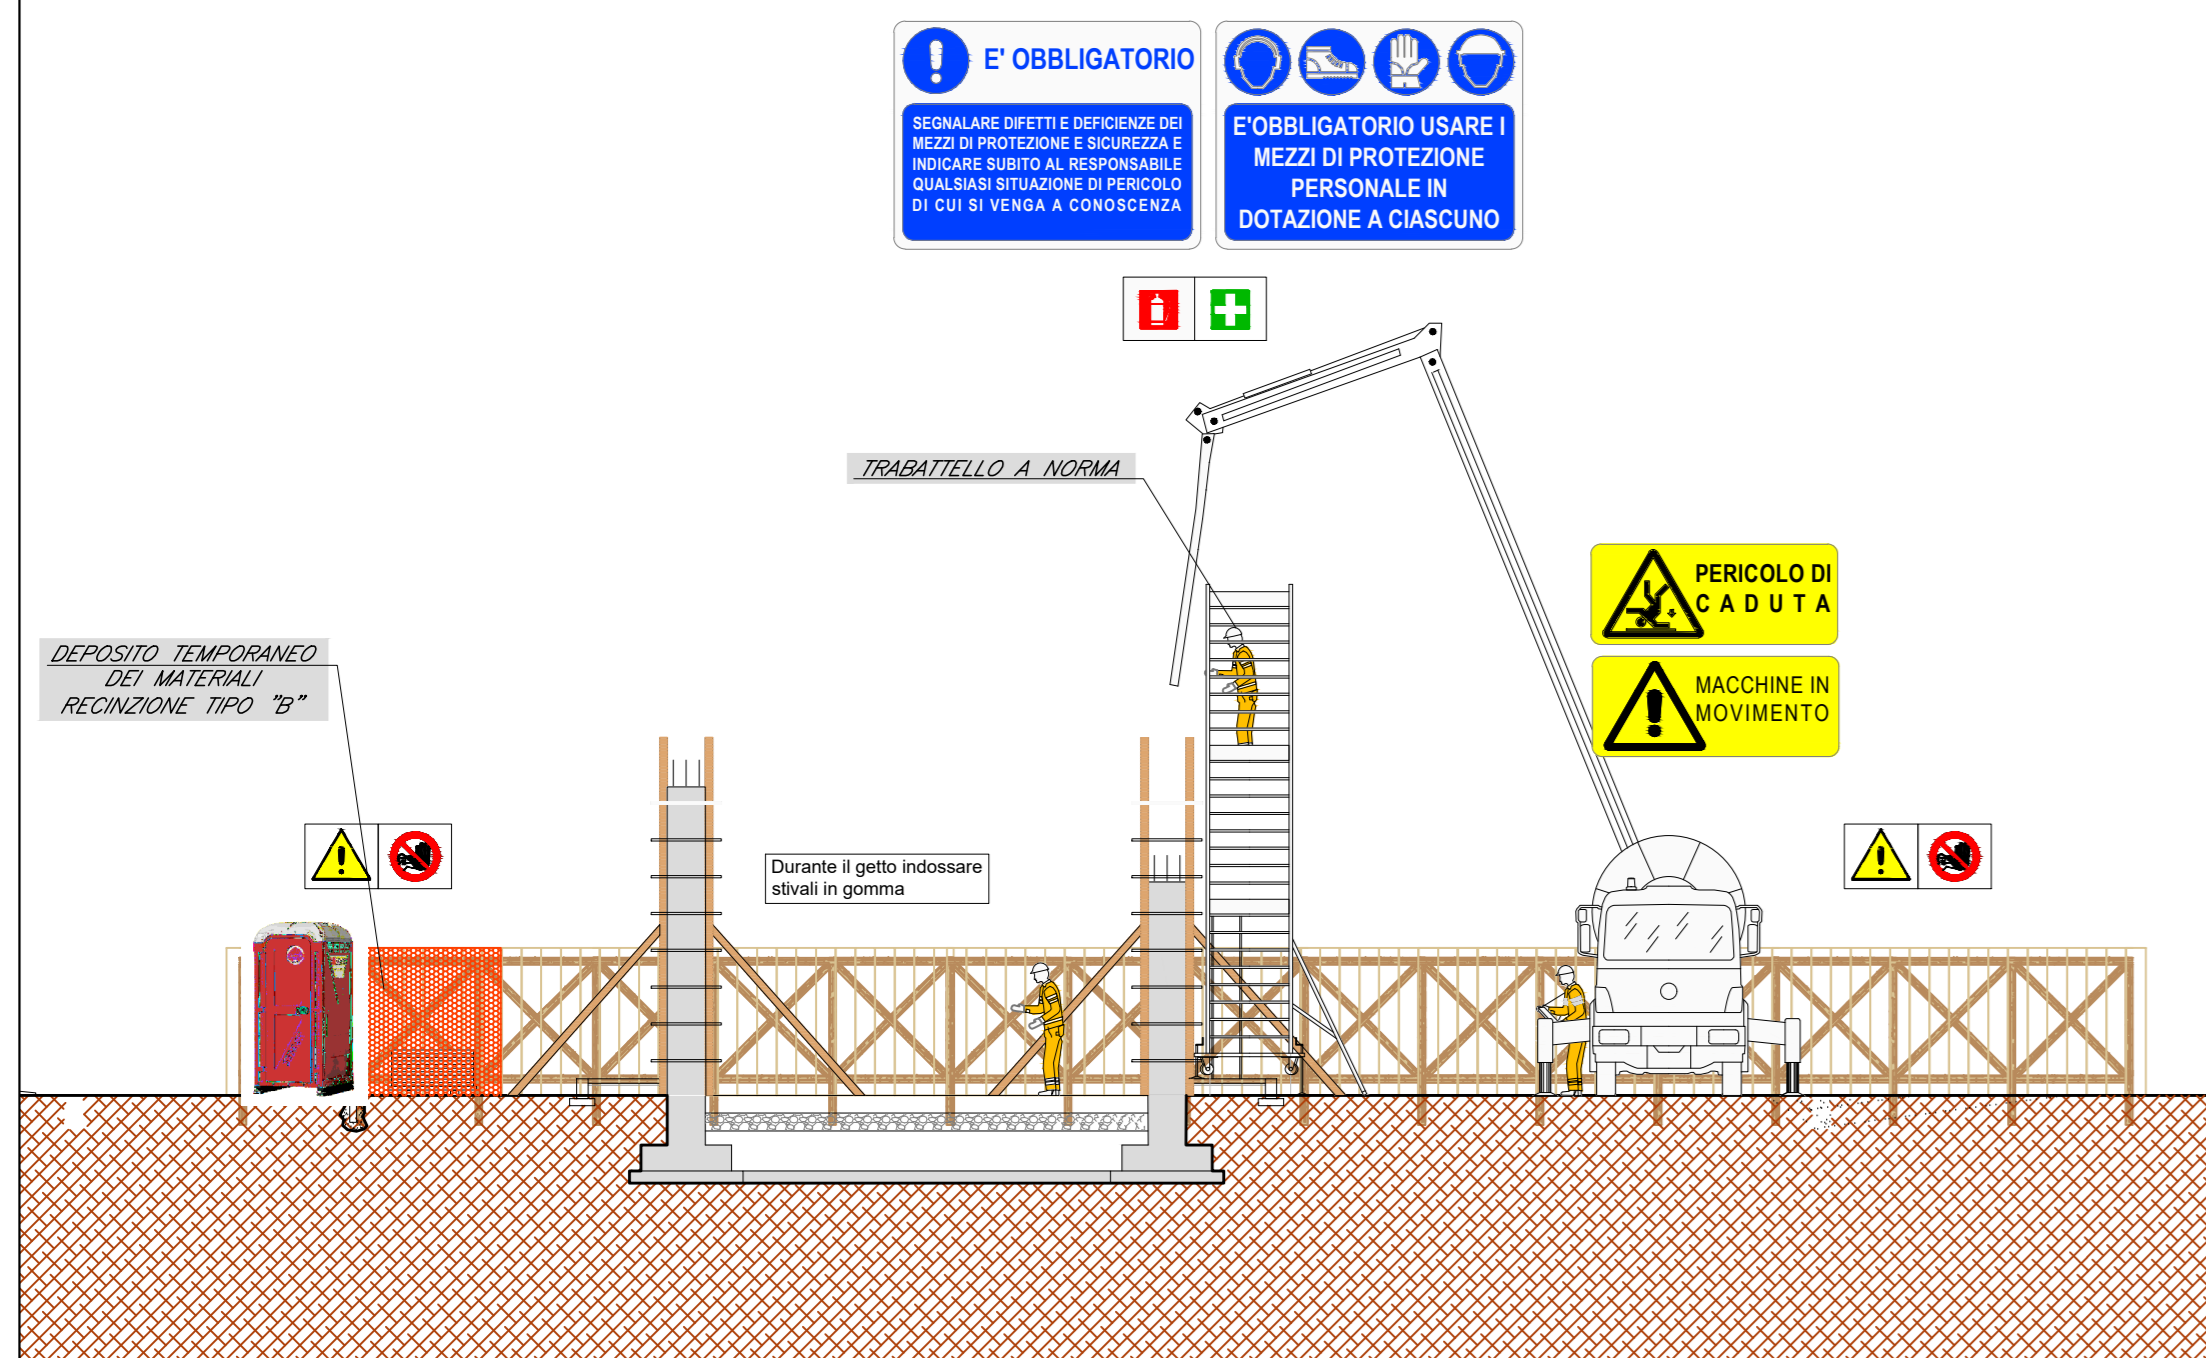 E' OBBLIGATORIO
SEGNALARE DIFETTI E DEFICIENZE DEI
MEZZI DI PROTEZIONE E SICUREZZA E
INDICARE SUBITO AL RESPONSABILE
QUALSIASI SITUAZIONE DI PERICOLO
DI CUI SI VENGA A CONOSCENZA
E'OBBLIGATORIO USARE I
MEZZI DI PROTEZIONE
PERSONALE IN
DOTAZIONE A CIASCUNO
TRABATTELLO A NORMA
PERICOLO DI
CADUTA
MACCHINE IN
MOVIMENTO
DEPOSITO TEMPORANEO
DEI MATERIALI
RECINZIONE TIPO "B"
Durante il getto indossare
stivali in gomma